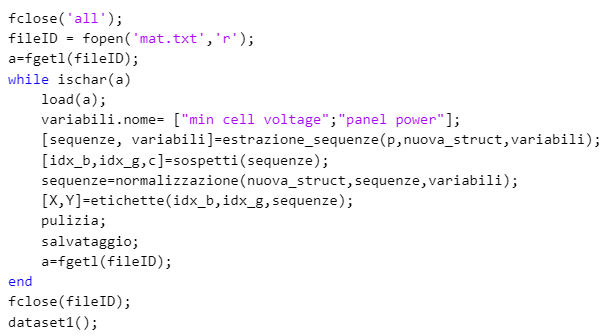 fclose('all');
fileID = fopen('mat.txt','r');
a=fgetl(fileID);
while ischar(a)
    load(a);
    variabili.nome= ["min cell voltage";"panel power"];
    [sequenze, variabili]=estrazione_sequenze(p,nuova_struct,variabili);
    [idx_b,idx_g,c]=sospetti(sequenze);
    sequenze=normalizzazione(nuova_struct,sequenze,variabili);
    [X,Y]=etichette(idx_b,idx_g,sequenze);
    pulizia;
    salvataggio;
    a=fgetl(fileID);
end
fclose(fileID);
dataset1();